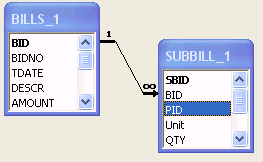 BILLS_1
BID
BIDNO
TDATE
DESCR
AMOUNT
1
∞
SUBBILL_1
SBID
BID
PID
Unit
QTY